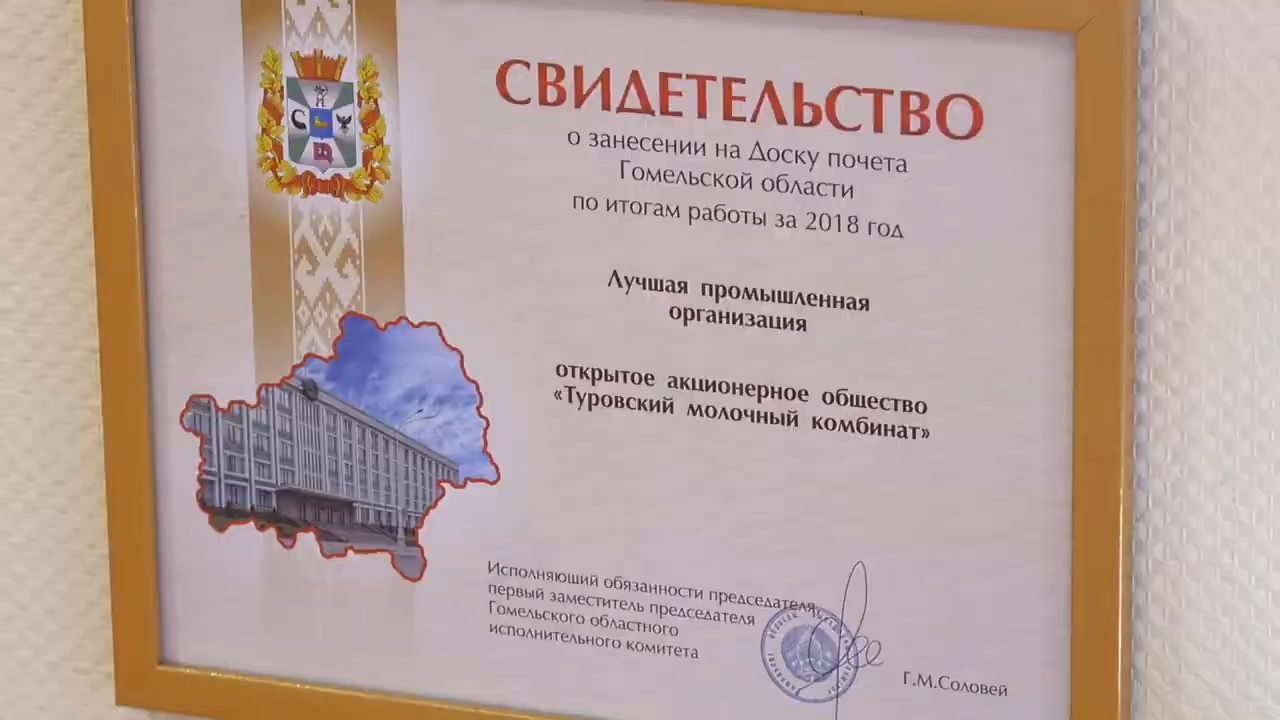 СВИДЕТЕЛЬСТВО
о занесении на Доску почета
Гомельской области
по итогам работы за 2018 год
Лучшая промышленная
организация
открытое акционерное общество
«Туровский молочный комбинат»
Исполняющий обязанности председателя,
первый заместитель председателя
Гомельского областного
исполнительного комитета
Г.М.Соловей